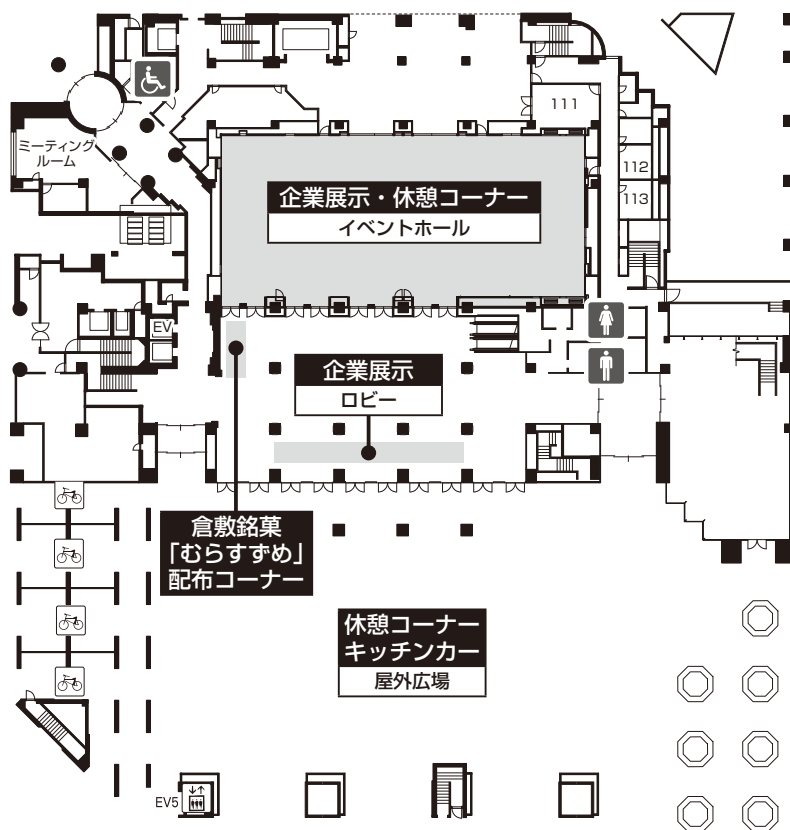 111
ミーティング
ルーム
112
113
企業展示・休憩コーナー
イベントホール
EV
企業展示
ロビー
倉敷銘菓
「むらすずめ」
配布コーナー
休憩コーナー
キッチンカー
屋外広場
EV5